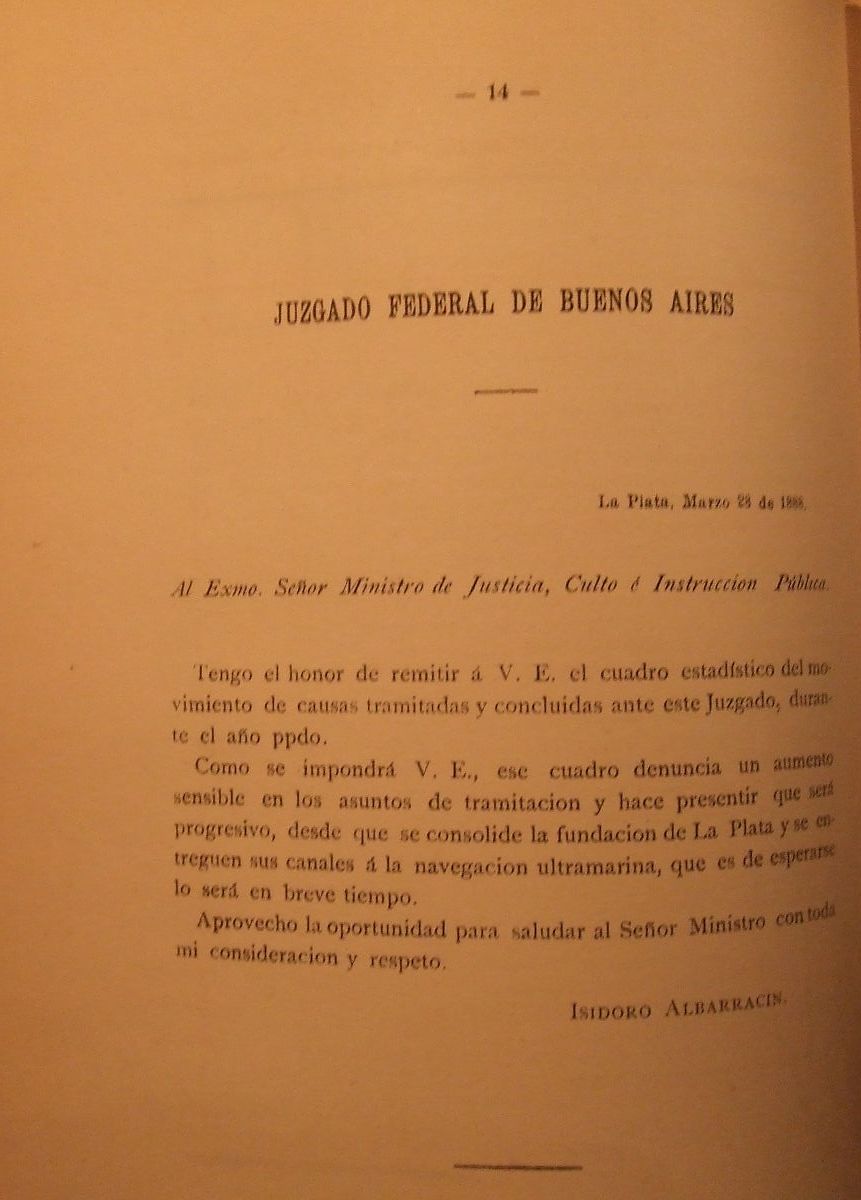 — 14 —
JUZGADO FEDERAL DE BUENOS AIRES
La Plata, Marzo 28 de 1888.
Al Exmo. Señor Ministro de Justicia, Culto é Instruccion Pública.
Tengo el honor de remitir á V. E. el cuadro estadístico del mo-
vimiento de causas tramitadas y concluidas ante este Juzgado, duran-
te el año ppdo.
Como se impondrá V. E., ese cuadro denuncia un aumento
sensible en los asuntos de tramitacion y hace presentir que será
progresivo, desde que se consolide la fundacion de La Plata y se en-
treguen sus canales á la navegacion ultramarina, que es de esperarse
lo será en breve tiempo.
Aprovecho la oportunidad para saludar al Señor Ministro con toda
mi consideracion y respeto.
ISIDORO ALBARRACIN.